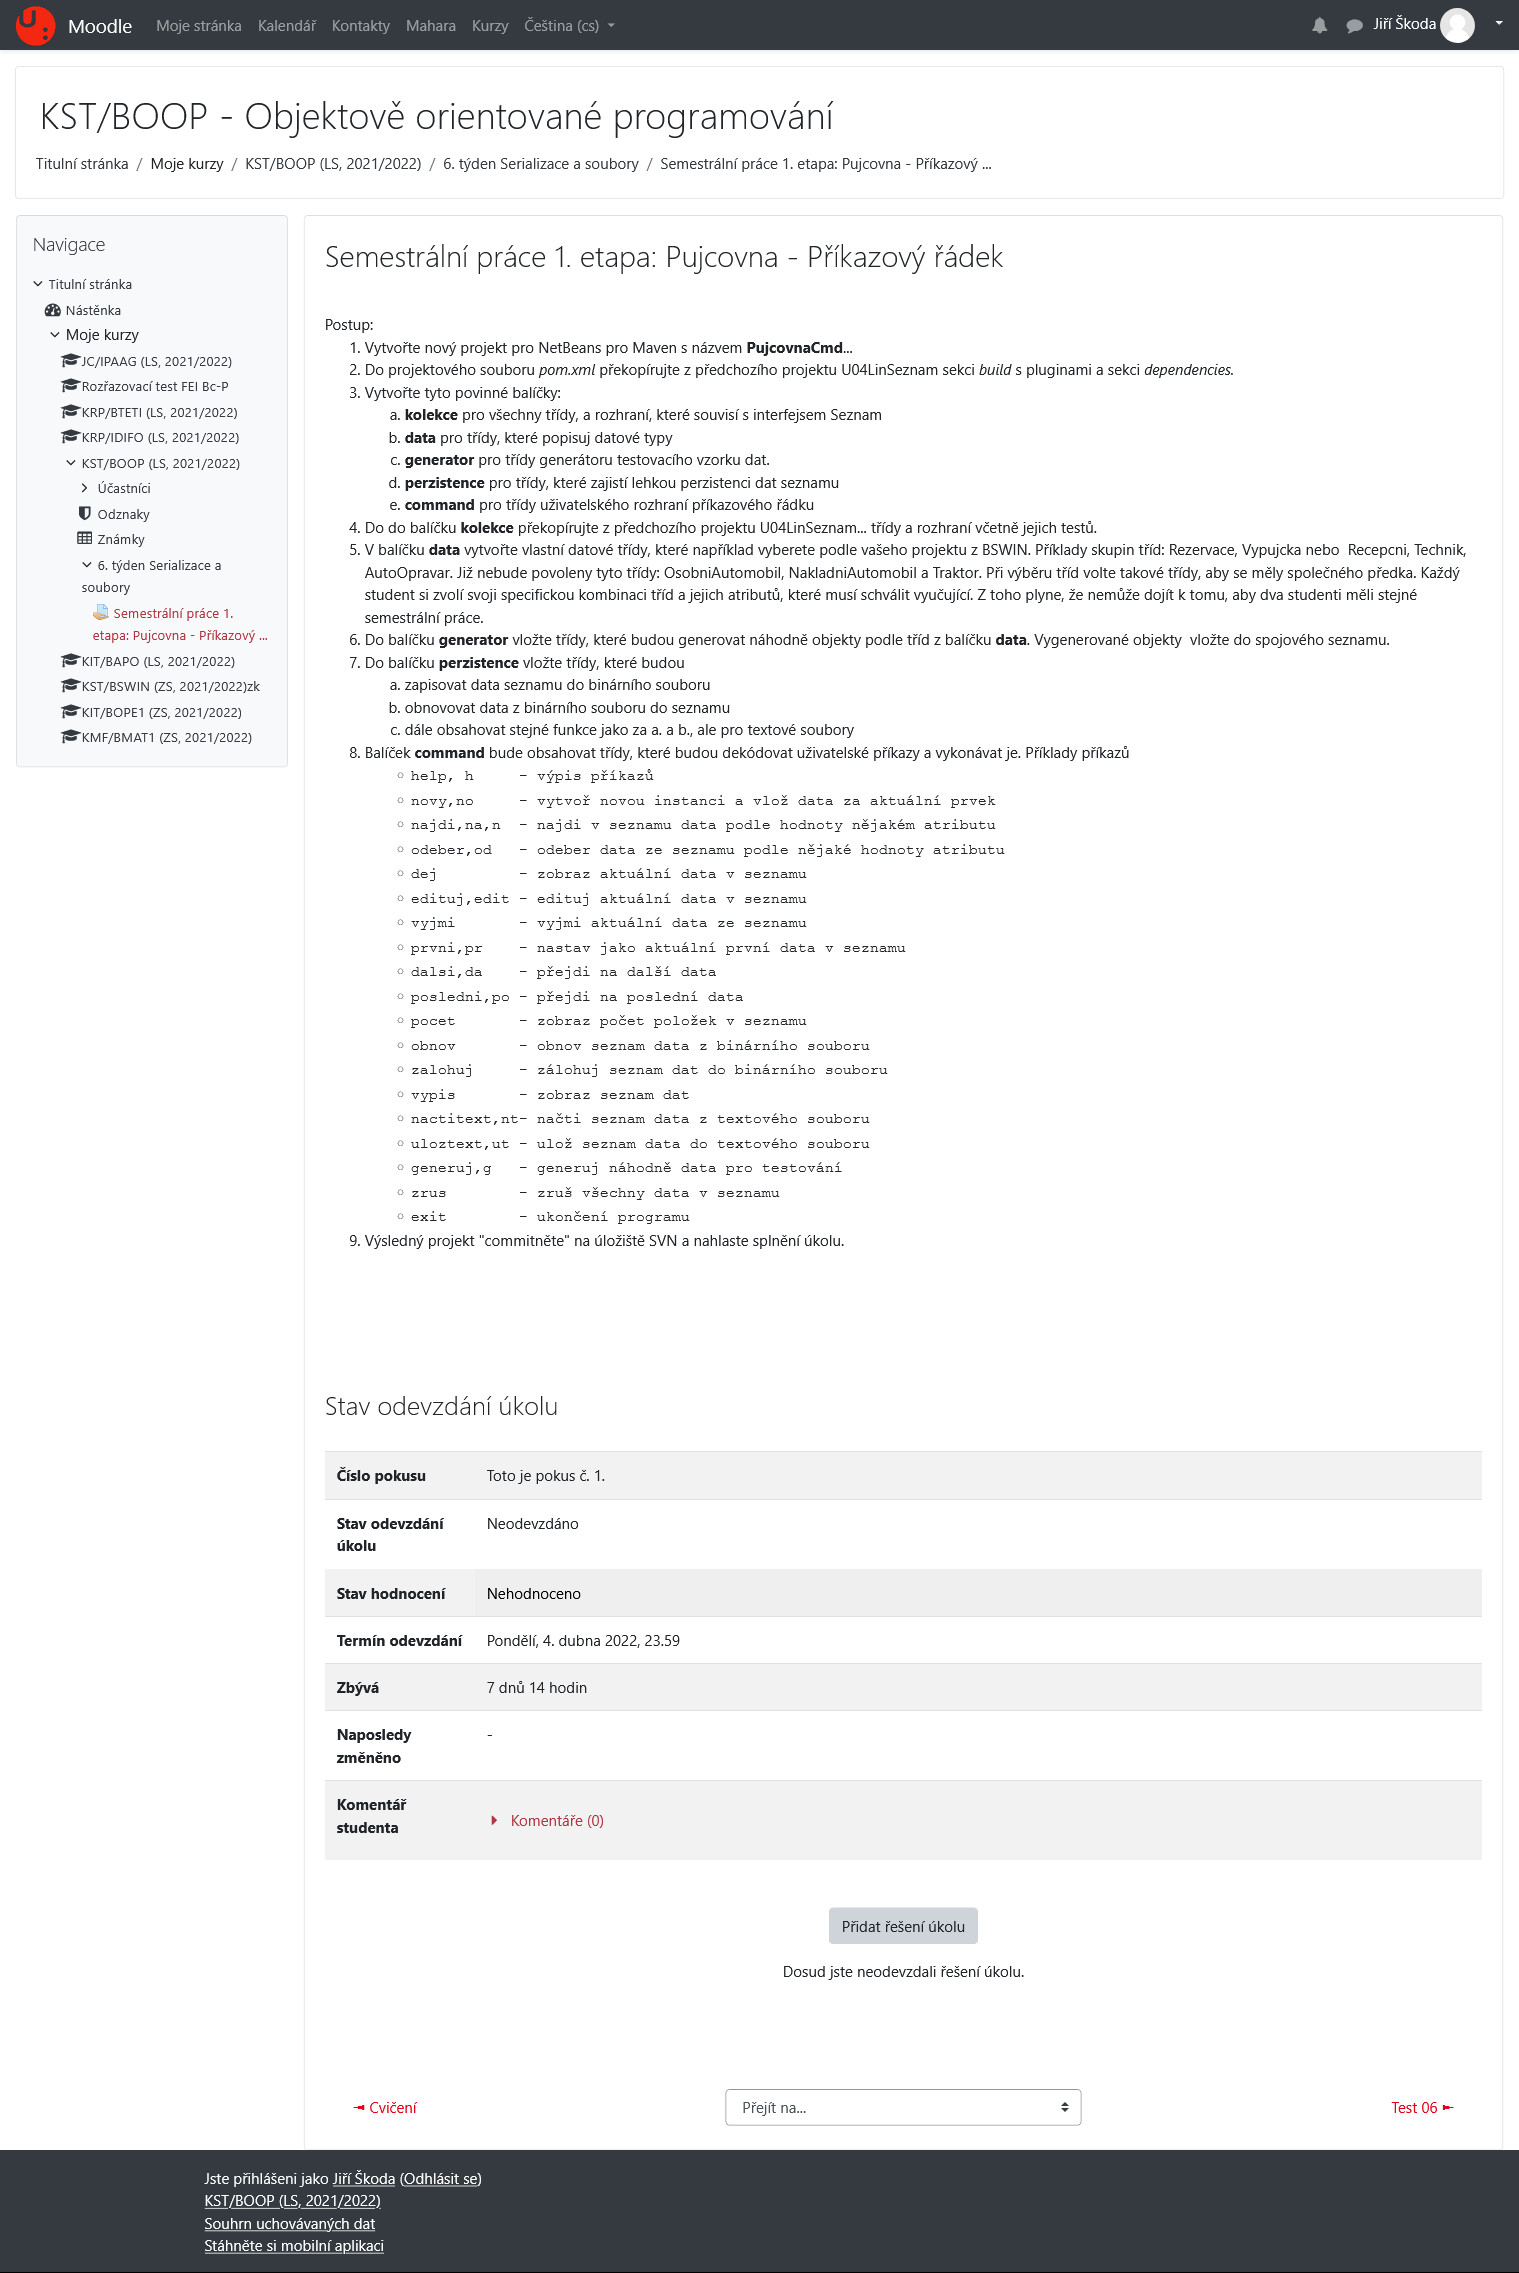 Moodle Moje stránka Kalendář Kontakty Mahara Kurzy Čeština (cs) Jiří Škoda
KST/BOOP - Objektově orientované programování
Titulní stránka / Moje kurzy / KST/BOOP (LS, 2021/2022) / 6. týden Serializace a soubory / Semestrální práce 1. etapa: Pujcovna - Příkazový ...
Navigace
Titulní stránka
Nástěnka
Moje kurzy
JC/IPAAG (LS, 2021/2022)
Rozřazovací test FEI Bc-P
KRP/BTETI (LS, 2021/2022)
KRP/IDIFO (LS, 2021/2022)
KST/BOOP (LS, 2021/2022)
Účastníci
Odznaky
Známky
6. týden Serializace a
soubory
Semestrální práce 1.
etapa: Pujcovna - Příkazový ...
KIT/BAPO (LS, 2021/2022)
KST/BSWIN (ZS, 2021/2022)zk
KIT/BOPE1 (ZS, 2021/2022)
KMF/BMAT1 (ZS, 2021/2022)
Semestrální práce 1. etapa: Pujcovna - Příkazový řádek
Postup:
1. Vytvořte nový projekt pro NetBeans pro Maven s názvem PujcovnaCmd...
2. Do projektového souboru pom.xml překopírujte z předchozího projektu U04LinSeznam sekci build s pluginami a sekci dependencies.
3. Vytvořte tyto povinné balíčky:
a. kolekce pro všechny třídy, a rozhraní, které souvisí s interfejsem Seznam
b. data pro třídy, které popisuj datové typy
c. generator pro třídy generátoru testovacího vzorku dat.
d. perzistence pro třídy, které zajistí lehkou perzistenci dat seznamu
e. command pro třídy uživatelského rozhraní příkazového řádku
4. Do do balíčku kolekce překopírujte z předchozího projektu U04LinSeznam... třídy a rozhraní včetně jejich testů.
5. V balíčku data vytvořte vlastní datové třídy, které například vyberete podle vašeho projektu z BSWIN. Příklady skupin tříd: Rezervace, Vypujcka nebo  Recepcni, Technik,
AutoOpravar. Již nebude povoleny tyto třídy: OsobniAutomobil, NakladniAutomobil a Traktor. Při výběru tříd volte takové třídy, aby se měly společného předka. Každý
student si zvolí svoji specifickou kombinaci tříd a jejich atributů, které musí schválit vyučující. Z toho plyne, že nemůže dojít k tomu, aby dva studenti měli stejné
semestrální práce.
6. Do balíčku generator vložte třídy, které budou generovat náhodně objekty podle tříd z balíčku data. Vygenerované objekty  vložte do spojového seznamu.
7. Do balíčku perzistence vložte třídy, které budou
a. zapisovat data seznamu do binárního souboru
b. obnovovat data z binárního souboru do seznamu
c. dále obsahovat stejné funkce jako za a. a b., ale pro textové soubory
8. Balíček command bude obsahovat třídy, které budou dekódovat uživatelské příkazy a vykonávat je. Příklady příkazů
○ help, h     - výpis příkazů
○ novy,no     - vytvoř novou instanci a vlož data za aktuální prvek
○ najdi,na,n  - najdi v seznamu data podle hodnoty nějakém atributu
○ odeber,od   - odeber data ze seznamu podle nějaké hodnoty atributu
○ dej         - zobraz aktuální data v seznamu
○ edituj,edit - edituj aktuální data v seznamu
○ vyjmi       - vyjmi aktuální data ze seznamu
○ prvni,pr    - nastav jako aktuální první data v seznamu
○ dalsi,da    - přejdi na další data
○ posledni,po - přejdi na poslední data
○ pocet       - zobraz počet položek v seznamu
○ obnov       - obnov seznam data z binárního souboru
○ zalohuj     - zálohuj seznam dat do binárního souboru
○ vypis       - zobraz seznam dat
○ nactitext,nt- načti seznam data z textového souboru
○ uloztext,ut - ulož seznam data do textového souboru
○ generuj,g   - generuj náhodně data pro testování
○ zrus        - zruš všechny data v seznamu
○ exit        - ukončení programu
9. Výsledný projekt "commitněte" na úložiště SVN a nahlaste splnění úkolu.
Stav odevzdání úkolu
Číslo pokusu Toto je pokus č. 1.
Stav odevzdání Neodevzdáno
úkolu
Stav hodnocení Nehodnoceno
Termín odevzdání Pondělí, 4. dubna 2022, 23.59
Zbývá 7 dnů 14 hodin
Naposledy -
změněno
Komentář
studenta
Komentáře (0)
Přidat řešení úkolu
Dosud jste neodevzdali řešení úkolu.
◄ Cvičení Přejít na... Test 06 ►
Jste přihlášeni jako Jiří Škoda (Odhlásit se)
KST/BOOP (LS, 2021/2022)
Souhrn uchovávaných dat
Stáhněte si mobilní aplikaci